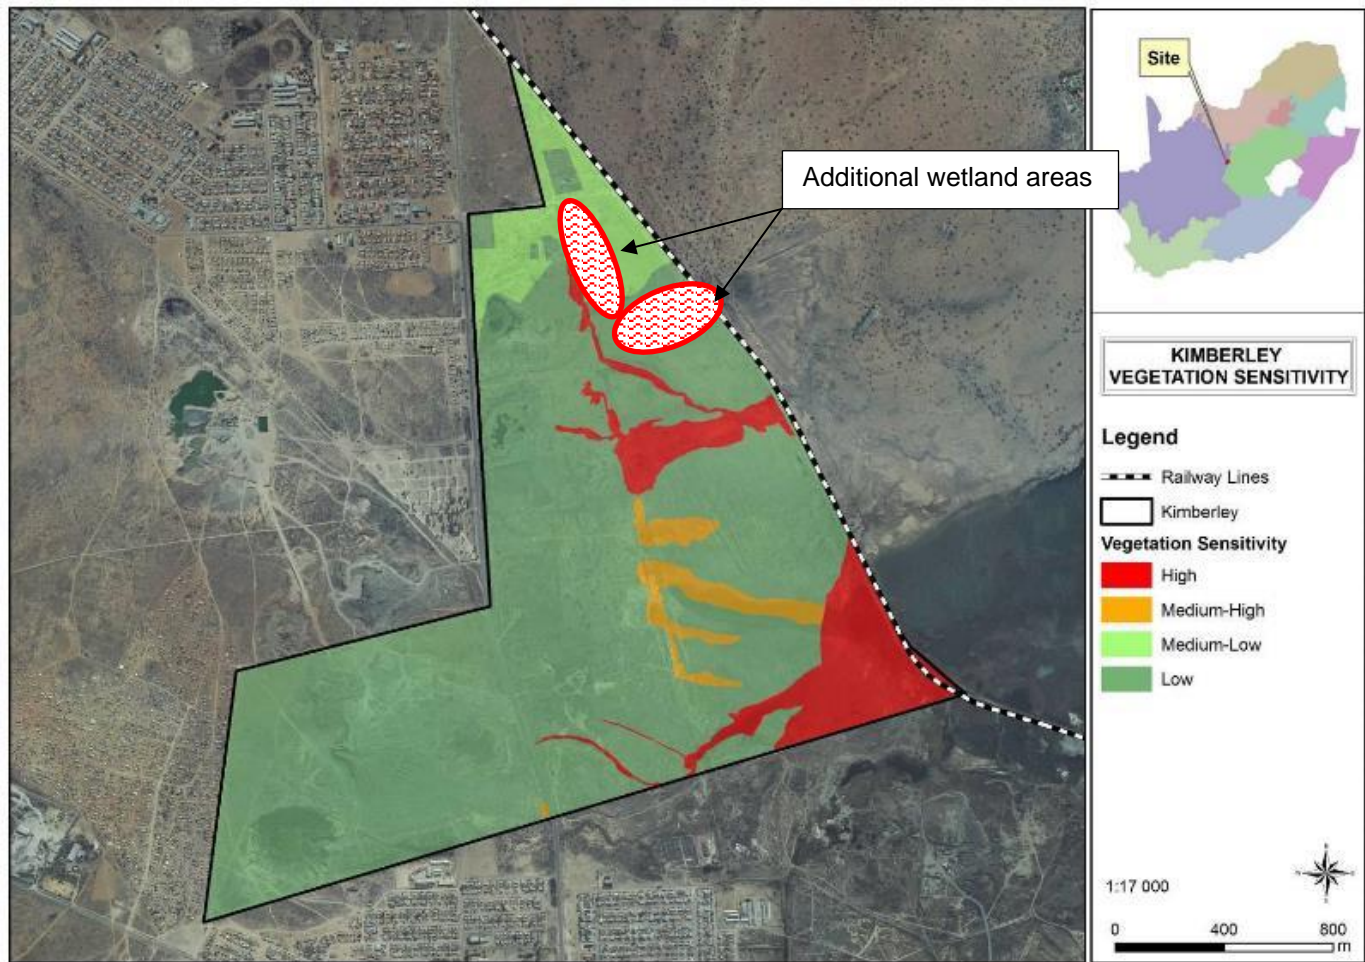 Additional wetland areas
Site
KIMBERLEY
VEGETATION SENSITIVITY
Legend
Railway Lines
Kimberley
Vegetation Sensitivity
High
Medium-High
Medium-Low
Low
1:17 000
0 400 800
m